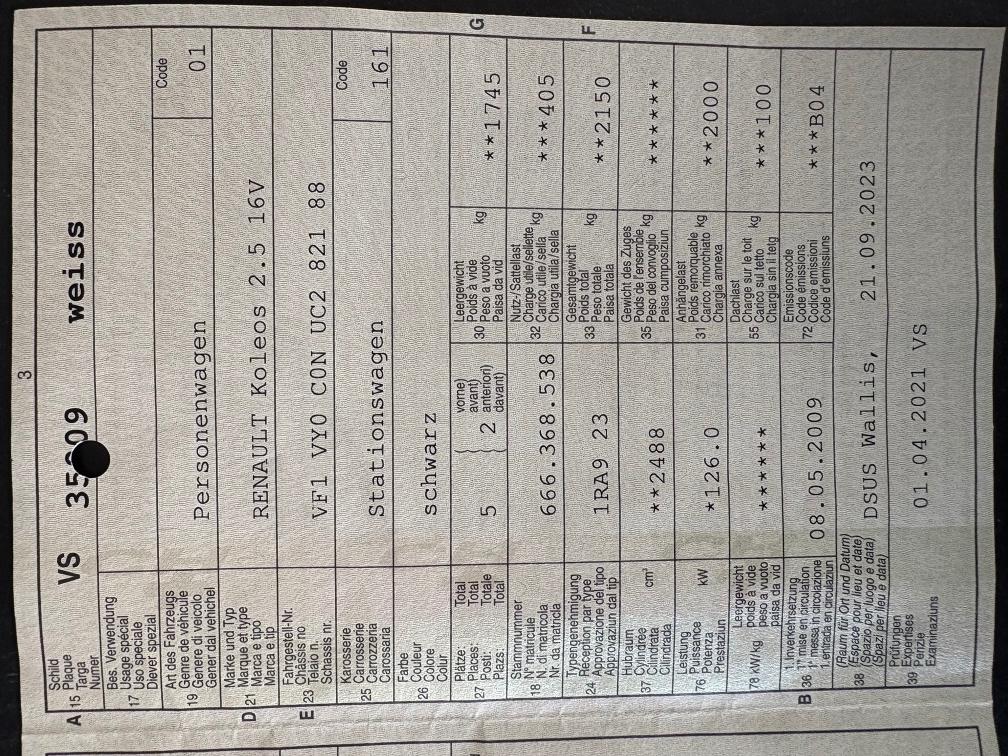 3
A 15
Schild
Plaque
Targa
Numer
VS 35 09 weiss
17
Bes. Verwendung
Usage spécial
Uso speciale
Diever spezial
19
Art des Fahrzeugs
Genre de véhicule
Genere di veicolo
Gener dal vehichel
Personenwagen
Code
01
D 21
Marke und Typ
Marque et type
Marca e tipo
Marca e tip
RENAULT Koleos 2.5 16V
E 23
Fahrgestell-Nr.
Châssis no
Telaio n.
Schassis nr.
VF1 VY0 C0N UC2 821 88
25
Karosserie
Carrosserie
Carrozzeria
Carossaria
Stationswagen
Code
161
26
Farbe
Couleur
Colore
Colur
schwarz
27
Plätze: Total
Places: Total
Posti: Totale
Plazs: Total
5 } 2
vorne)
avant)
anteriori)
davant)
30
Leergewicht
Poids à vide
Peso a vuoto
Paisa da vid
kg
**1745
G
18
Stammnummer
N° matricule
N. di matricola
Nr. da matricla
666.368.538
32
Nutz-/Sattellast
Charge utile/sellette
Carico utile/sella
Chargia utila/sella
kg
***405
24
Typengenehmigung
Réception par type
Approvazione del tipo
Approvaziun dal tip
1RA9 23
33
Gesamtgewicht
Poids total
Peso totale
Paisa totala
kg
**2150
F
37
Hubraum
Cylindrée
Cilindrata
Cilindrada
cm³
**2488
35
Gewicht des Zuges
Poids de l'ensemble
Peso del convoglio
Paisa cumposiziun
kg
******
76
Leistung
Puissance
Potenza
Prestaziun
kW
*126.0
31
Anhängelast
Poids remorquable
Carico rimorchiato
Chargia annexa
kg
**2000
78 kW/kg
Leergewicht
poids à vide
peso a vuoto
paisa da vid
******
55
Dachlast
Charge sur le toit
Carico sul tetto
Chargia sin il tetg
kg
***100
B 36
1. Inverkehrsetzung
1re mise en circulation
1a messa in circolazione
1. entrada en circulaziun
08.05.2009
72
Emissionscode
Code émissions
Codice emissioni
Code d'emissiuns
***B04
38
(Raum für Ort und Datum)
(Espace pour lieu et date)
(Spazio per luogo e data)
(Spazi per lieu e data)
DSUS Wallis, 21.09.2023
39
Prüfungen
Expertises
Perizie
Examinaziuns
01.04.2021 VS